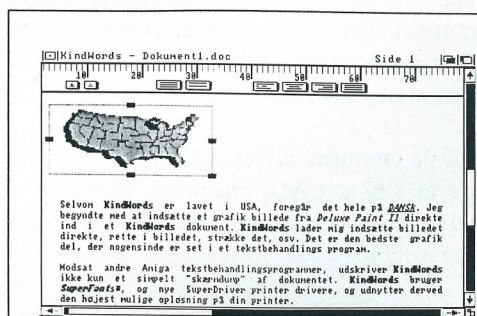 KindWords - Dokument1.doc Side 1
10 20 30 40 50 60 70
Selvom KindWords er lavet i USA, foregår det hele på DANSK. Jeg
begyndte med at indsætte et grafik billede fra Deluxe Paint II direkte
ind i et KindWords dokument. KindWords lader mig indsætte billedet
direkte, rette i billedet, strække det, osv. Det er den bedste grafik
del, der nogensinde er set i et tekstbehandlings program.
Modsat andre Amiga tekstbehandlingsprogrammer, udskriver KindWords
ikke kun et simpelt "skærmdump" af dokumentet. KindWords bruger
SuperFonts, og nye SuperDriver printer drivere, og udnytter derved
den højest mulige opløsning på din printer.